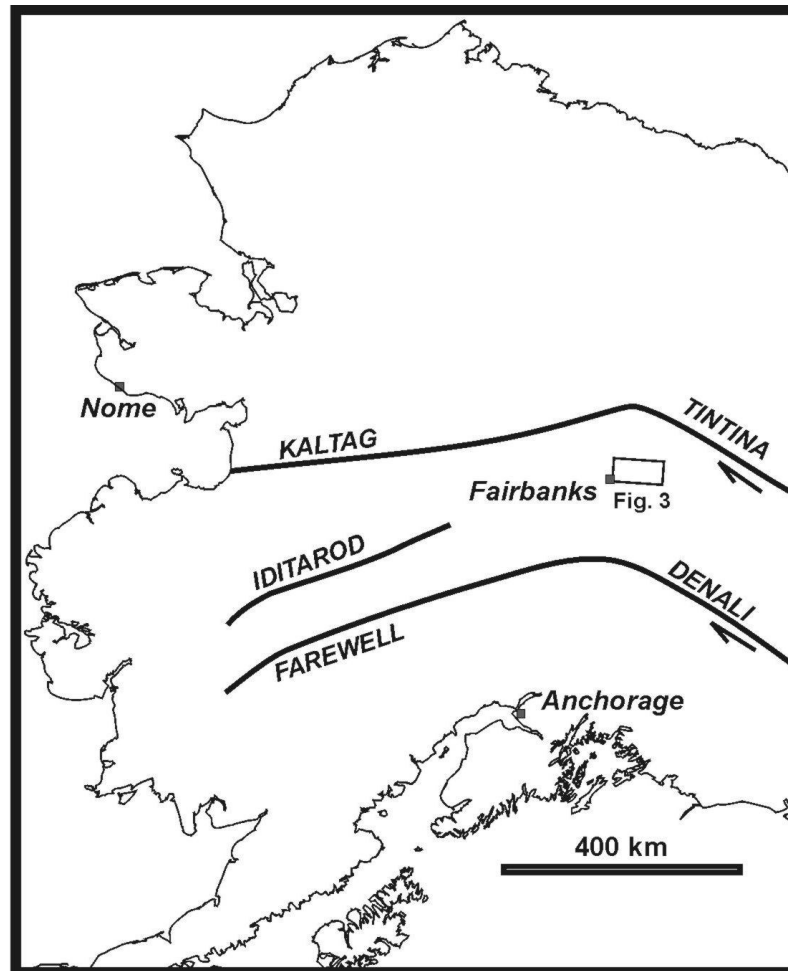 Nome
KALTAG
TINTINA
Fairbanks
Fig. 3
IDITAROD
FAREWELL
DENALI
Anchorage
400 km